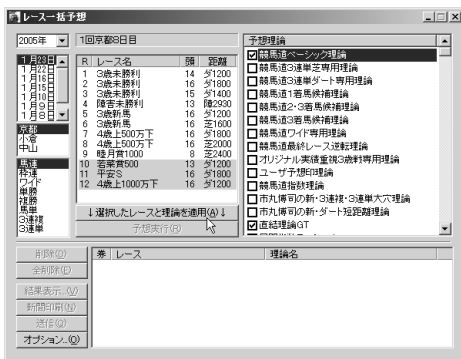 レース一括予想
2005年
1回京都8日目
予想理論
1月23日
1月22日
1月16日
1月15日
1月10日
1月9日
1月8日
京都
小倉
中山
馬連
枠連
ワイド
単勝
複勝
馬単
3連複
3連単
R レース名 頭 距離
1 3歳未勝利 14 ダ1200
2 3歳未勝利 16 ダ1800
3 3歳未勝利 15 ダ1400
4 障害未勝利 13 障2930
5 3歳新馬 16 ダ1200
6 3歳新馬 16 芝1600
7 4歳上500万下 16 ダ1800
8 4歳上500万下 16 芝2000
9 睦月賞1000 8 芝2400
10 若菜賞500 13 ダ1200
11 平安S 16 ダ1800
12 4歳上1000万下 16 ダ1200
↓選択したレースと理論を適用(A)↓
予想実行(R)
競馬道ベーシック理論
競馬道3連単芝専用理論
競馬道3連単ダート専用理論
競馬道1着馬候補理論
競馬道2・3着馬候補理論
競馬道3着馬候補理論
競馬道ワイド専用理論
競馬道最終レース逆転理論
オリジナル実績重視3歳戦専用理論
ユーザ予想印理論
競馬道指数理論
市丸博司の新・3連複・3連単大穴理論
市丸博司の新・ダート短距離理論
直結理論GT
削除(D)
全削除(E)
結果表示...(V)
新聞印刷(N)
送信(Q)
オプション...(O)
券 レース 理論名